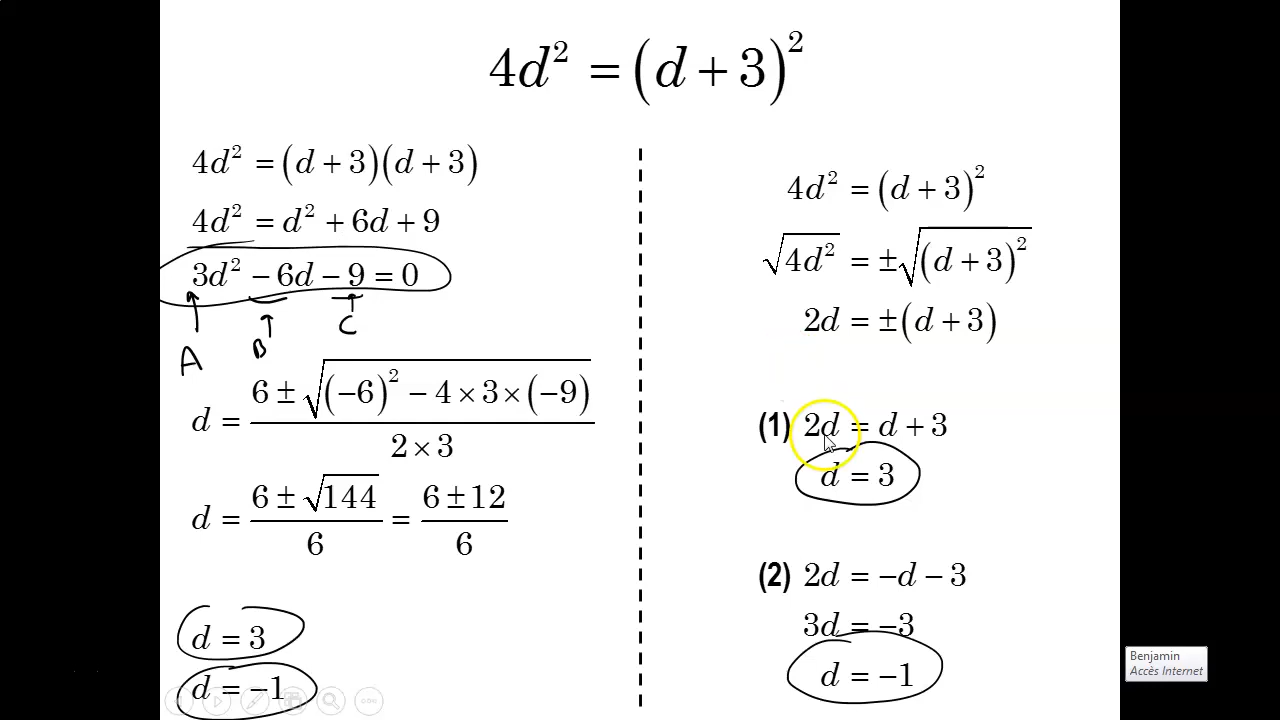 4d² = (d + 3)²
4d² = (d + 3)(d + 3)
4d² = d² + 6d + 9
3d² − 6d − 9 = 0
A B C
d = (6 ± √((−6)² − 4 × 3 × (−9))) / (2 × 3)
d = (6 ± √144) / 6 = (6 ± 12) / 6
d = 3
d = −1
4d² = (d + 3)²
√(4d²) = ±√((d + 3)²)
2d = ±(d + 3)
(1) 2d = d + 3
d = 3
(2) 2d = −d − 3
3d = −3
d = −1
Benjamin
Accès Internet